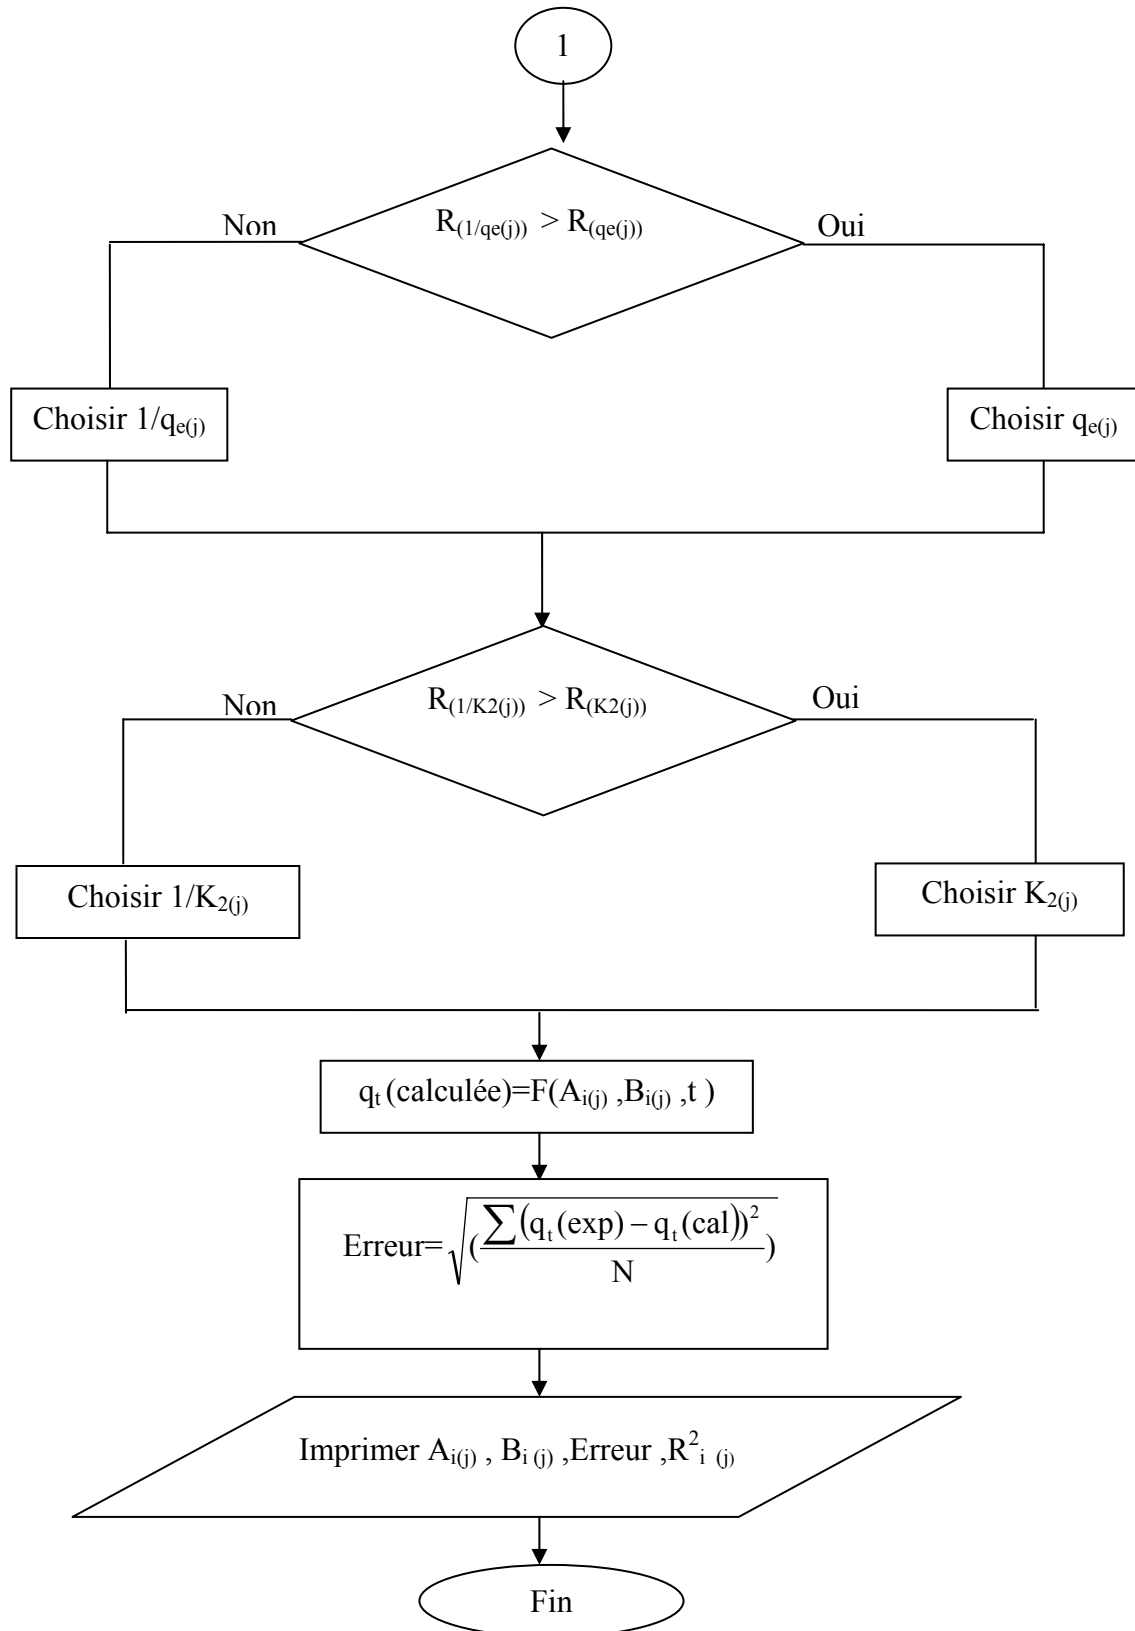 1
Non
R(1/qe(j)) > R(qe(j))
Oui
Choisir 1/qe(j)
Choisir qe(j)
Non
R(1/K2(j)) > R(K2(j))
Oui
Choisir 1/K2(j)
Choisir K2(j)
qt (calculée)=F(Ai(j) ,Bi(j) ,t )
Erreur=√((∑(qt(exp) − qt(cal))²)/N)
Imprimer Ai(j) , Bi (j) ,Erreur ,R²i (j)
Fin